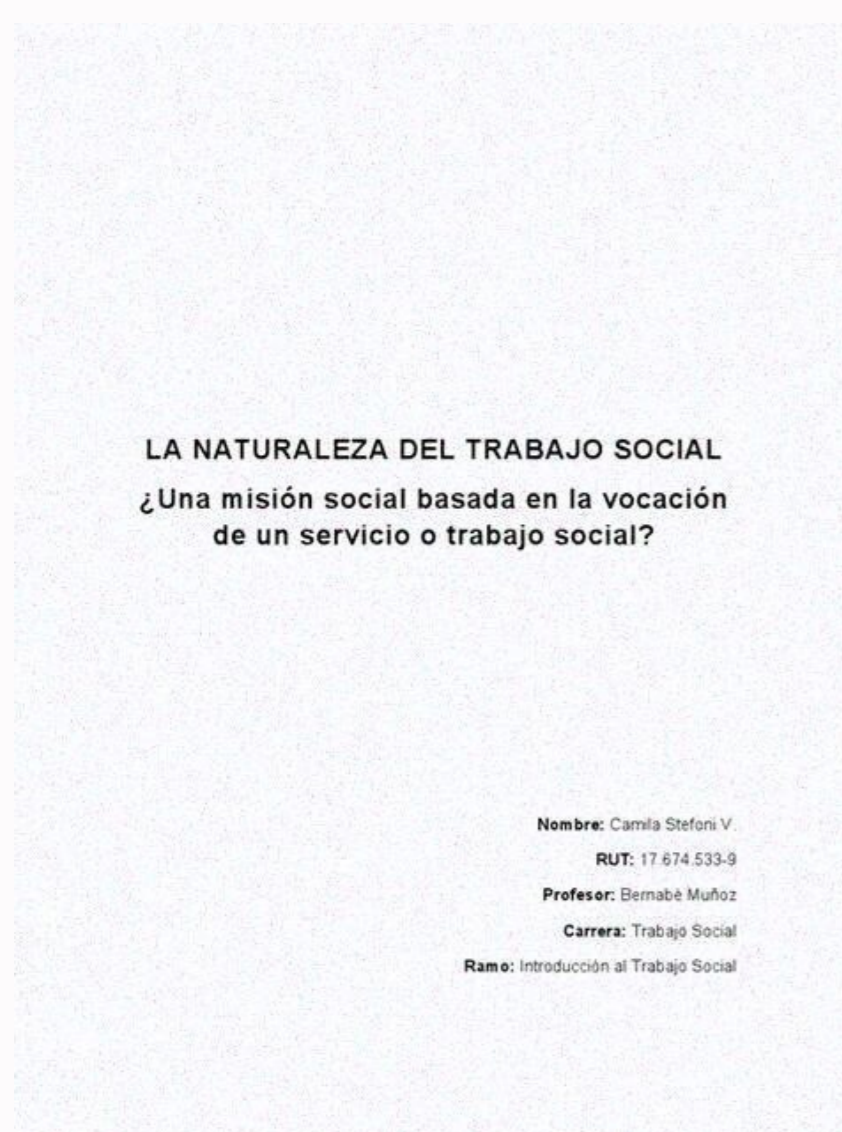 LA NATURALEZA DEL TRABAJO SOCIAL
¿Una misión social basada en la vocación
de un servicio o trabajo social?
Nombre: Camila Stefoni V.
RUT: 17.674.533-9
Profesor: Bernabè Muñoz
Carrera: Trabajo Social
Ramo: Introducción al Trabajo Social